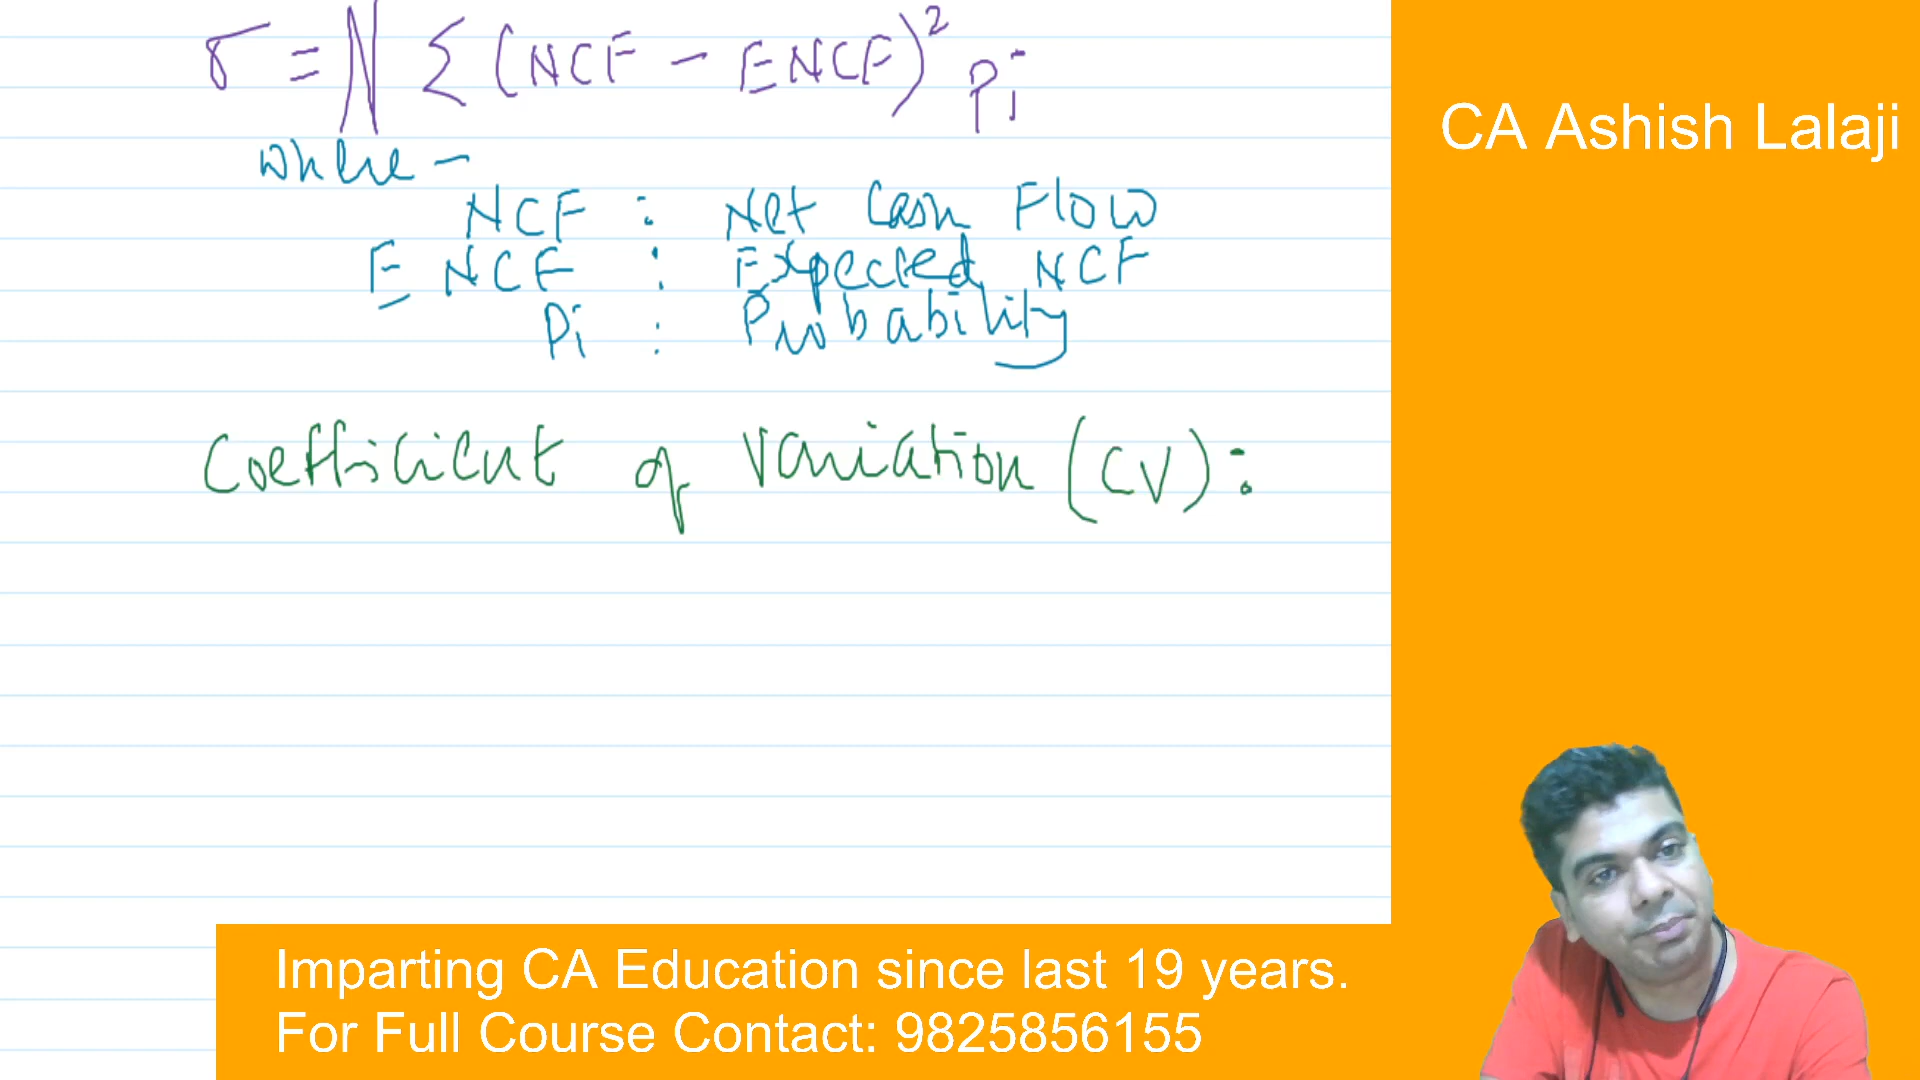 σ = √ Σ (NCF - ENCF)² Pi
where -
NCF : Net Cash Flow
ENCF : Expected NCF
Pi : Probability
Coefficient of Variation (CV) :
CA Ashish Lalaji
Imparting CA Education since last 19 years.
For Full Course Contact: 9825856155